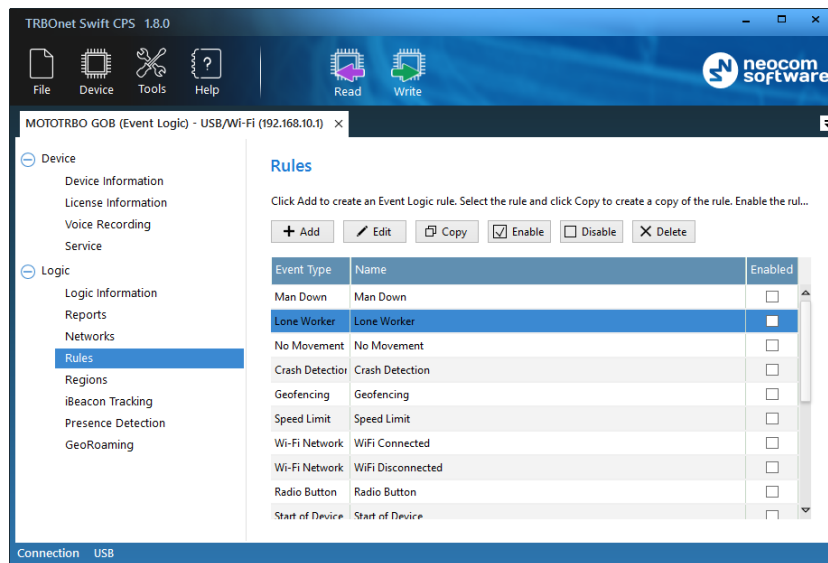 TRBOnet Swift CPS 1.8.0
File Device Tools Help Read Write
neocom
software
MOTOTRBO GOB (Event Logic) - USB/Wi-Fi (192.168.10.1)
Device
Device Information
License Information
Voice Recording
Service
Logic
Logic Information
Reports
Networks
Rules
Regions
iBeacon Tracking
Presence Detection
GeoRoaming
Rules
Click Add to create an Event Logic rule. Select the rule and click Copy to create a copy of the rule. Enable the rul...
Add Edit Copy Enable Disable Delete
Event Type Name Enabled
Man Down Man Down
Lone Worker Lone Worker
No Movement No Movement
Crash Detection Crash Detection
Geofencing Geofencing
Speed Limit Speed Limit
Wi-Fi Network WiFi Connected
Wi-Fi Network WiFi Disconnected
Radio Button Radio Button
Start of Device Start of Device
Connection USB